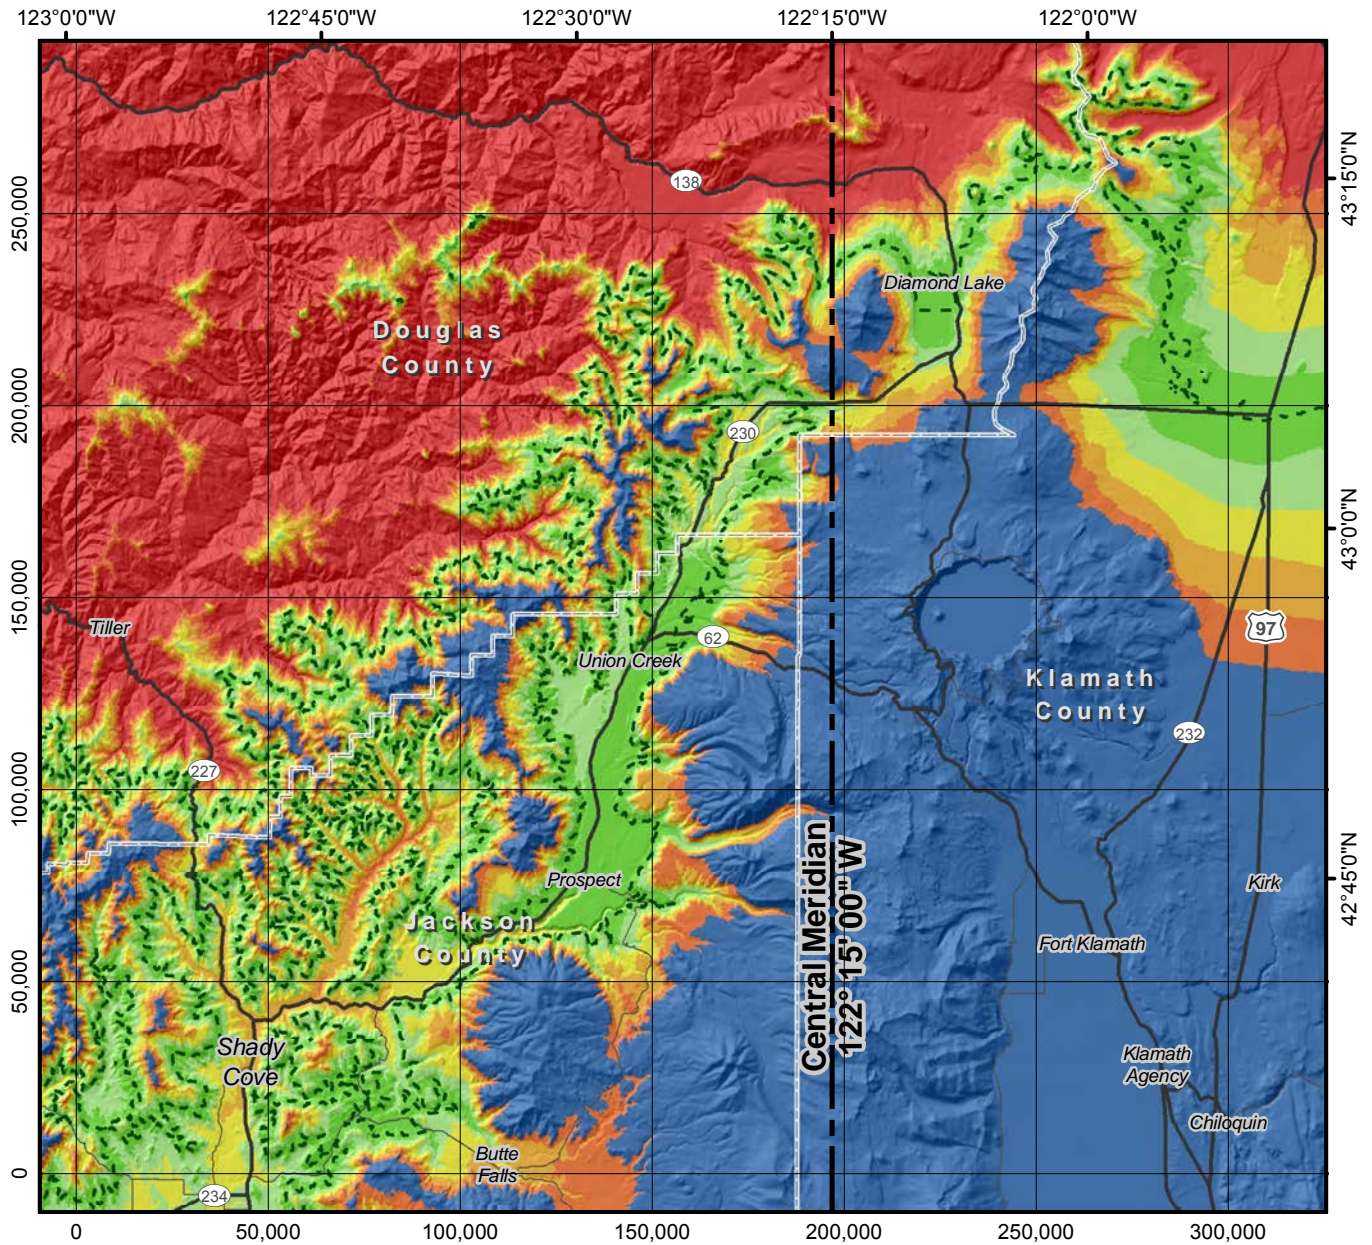 123°0'0"W 122°45'0"W 122°30'0"W 122°15'0"W 122°0'0"W
138
43°15'0"N
250,000
Diamond Lake
Douglas
County
200,000
230
43°0'0"N
150,000
Tiller
62
97
Union Creek
Klamath
County
232
227
100,000
Central Meridian
122° 15' 00" W
Prospect
Kirk
42°45'0"N
Jackson
County
Fort Klamath
50,000
Shady
Cove
Klamath
Agency
Chiloquin
Butte
Falls
0
234
0 50,000 100,000 150,000 200,000 250,000 300,000